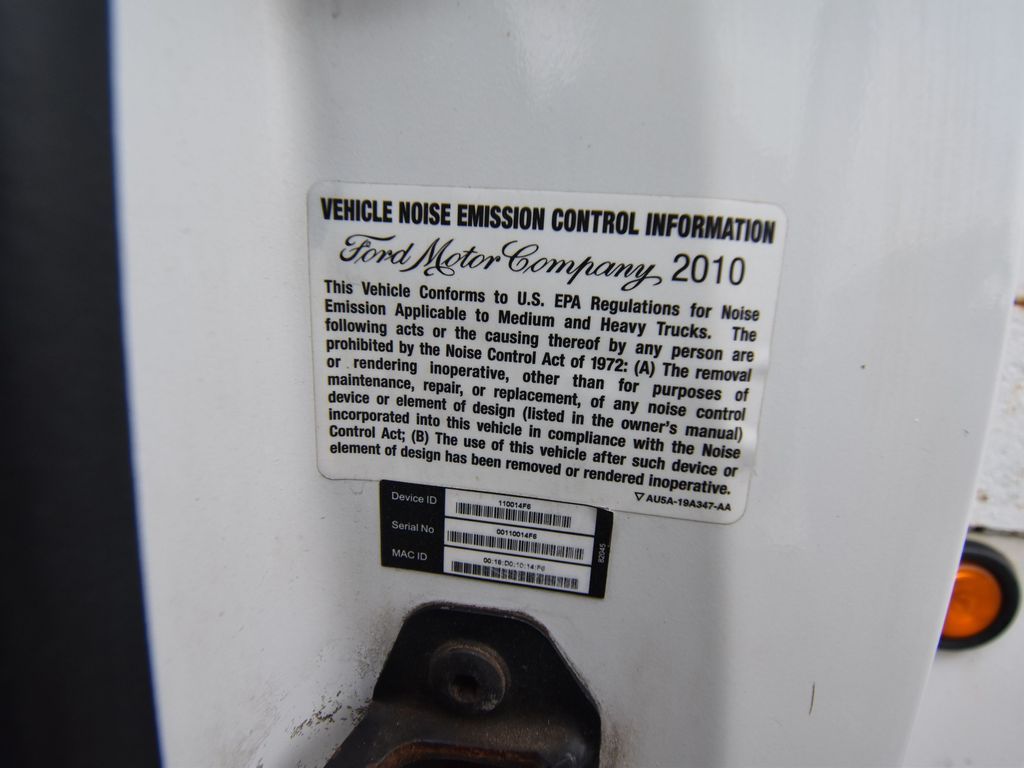 VEHICLE NOISE EMISSION CONTROL INFORMATION
Ford Motor Company 2010
This Vehicle Conforms to U.S. EPA Regulations for Noise
Emission Applicable to Medium and Heavy Trucks. The
following acts or the causing thereof by any person are
prohibited by the Noise Control Act of 1972: (A) The removal
or rendering inoperative, other than for purposes of
maintenance, repair, or replacement, of any noise control
device or element of design (listed in the owner's manual)
incorporated into this vehicle in compliance with the Noise
Control Act; (B) The use of this vehicle after such device or
element of design has been removed or rendered inoperative.
AU5A-19A347-AA
Device ID 110014F6
Serial No 00110014F6
MAC ID 00:16:D0:10:14:F6
82045